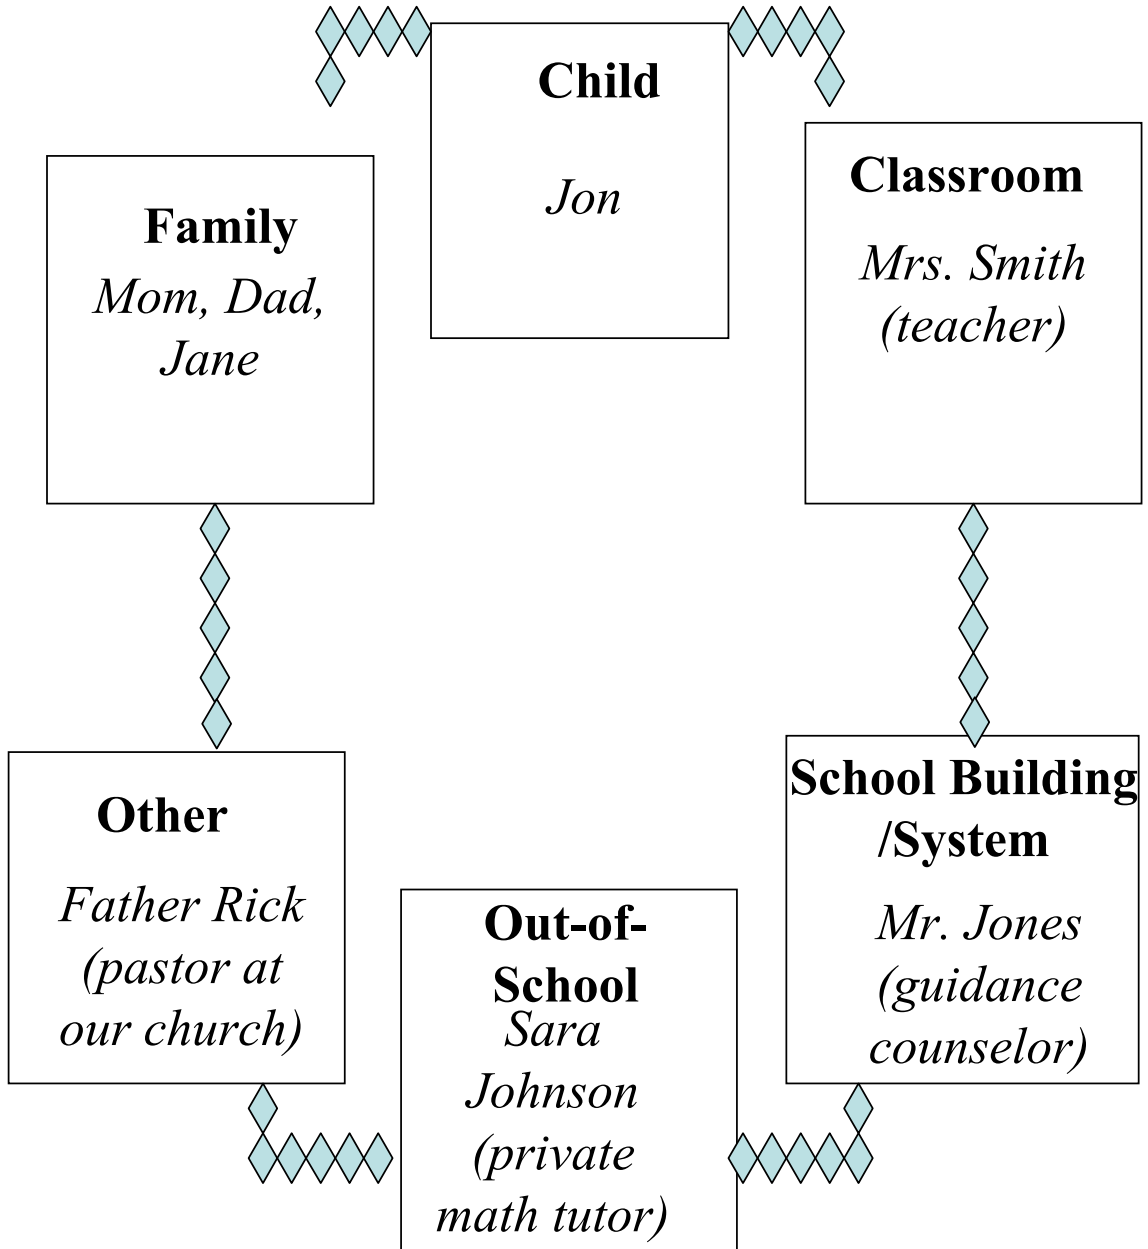 Child
Jon
Family
Mom, Dad,
Jane
Classroom
Mrs. Smith
(teacher)
Other
Father Rick
(pastor at
our church)
Out-of-
School
Sara
Johnson
(private
math tutor)
School Building
/System
Mr. Jones
(guidance
counselor)